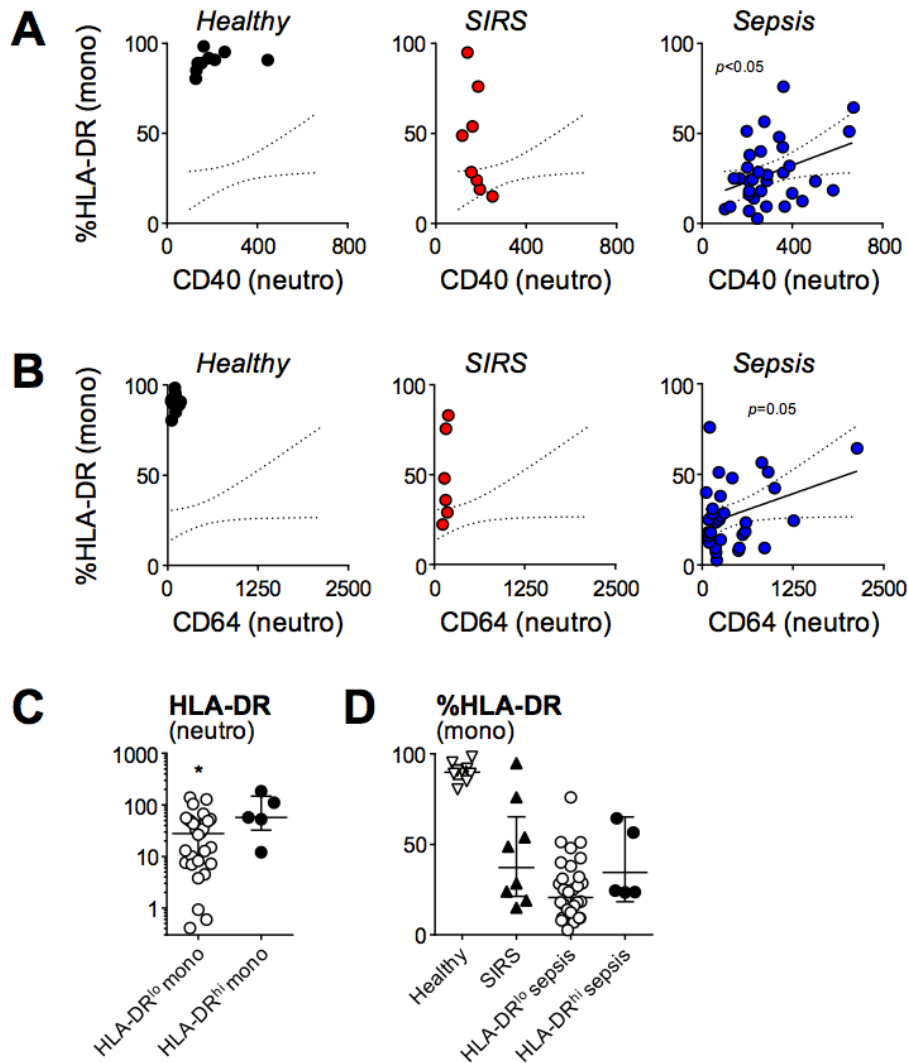 A
Healthy
SIRS
Sepsis
%HLA-DR (mono)
100
50
0
0 400 800
CD40 (neutro)
100
50
0
0 400 800
CD40 (neutro)
p<0.05
100
50
0
0 400 800
CD40 (neutro)
B
Healthy
SIRS
Sepsis
%HLA-DR (mono)
100
50
0
0 1250 2500
CD64 (neutro)
100
50
0
0 1250 2500
CD64 (neutro)
p=0.05
100
50
0
0 1250 2500
CD64 (neutro)
C
HLA-DR
(neutro)
1000
100
10
1
*
HLA-DRlo mono
HLA-DRhi mono
D
%HLA-DR
(mono)
100
50
0
Healthy
SIRS
HLA-DRlo sepsis
HLA-DRhi sepsis